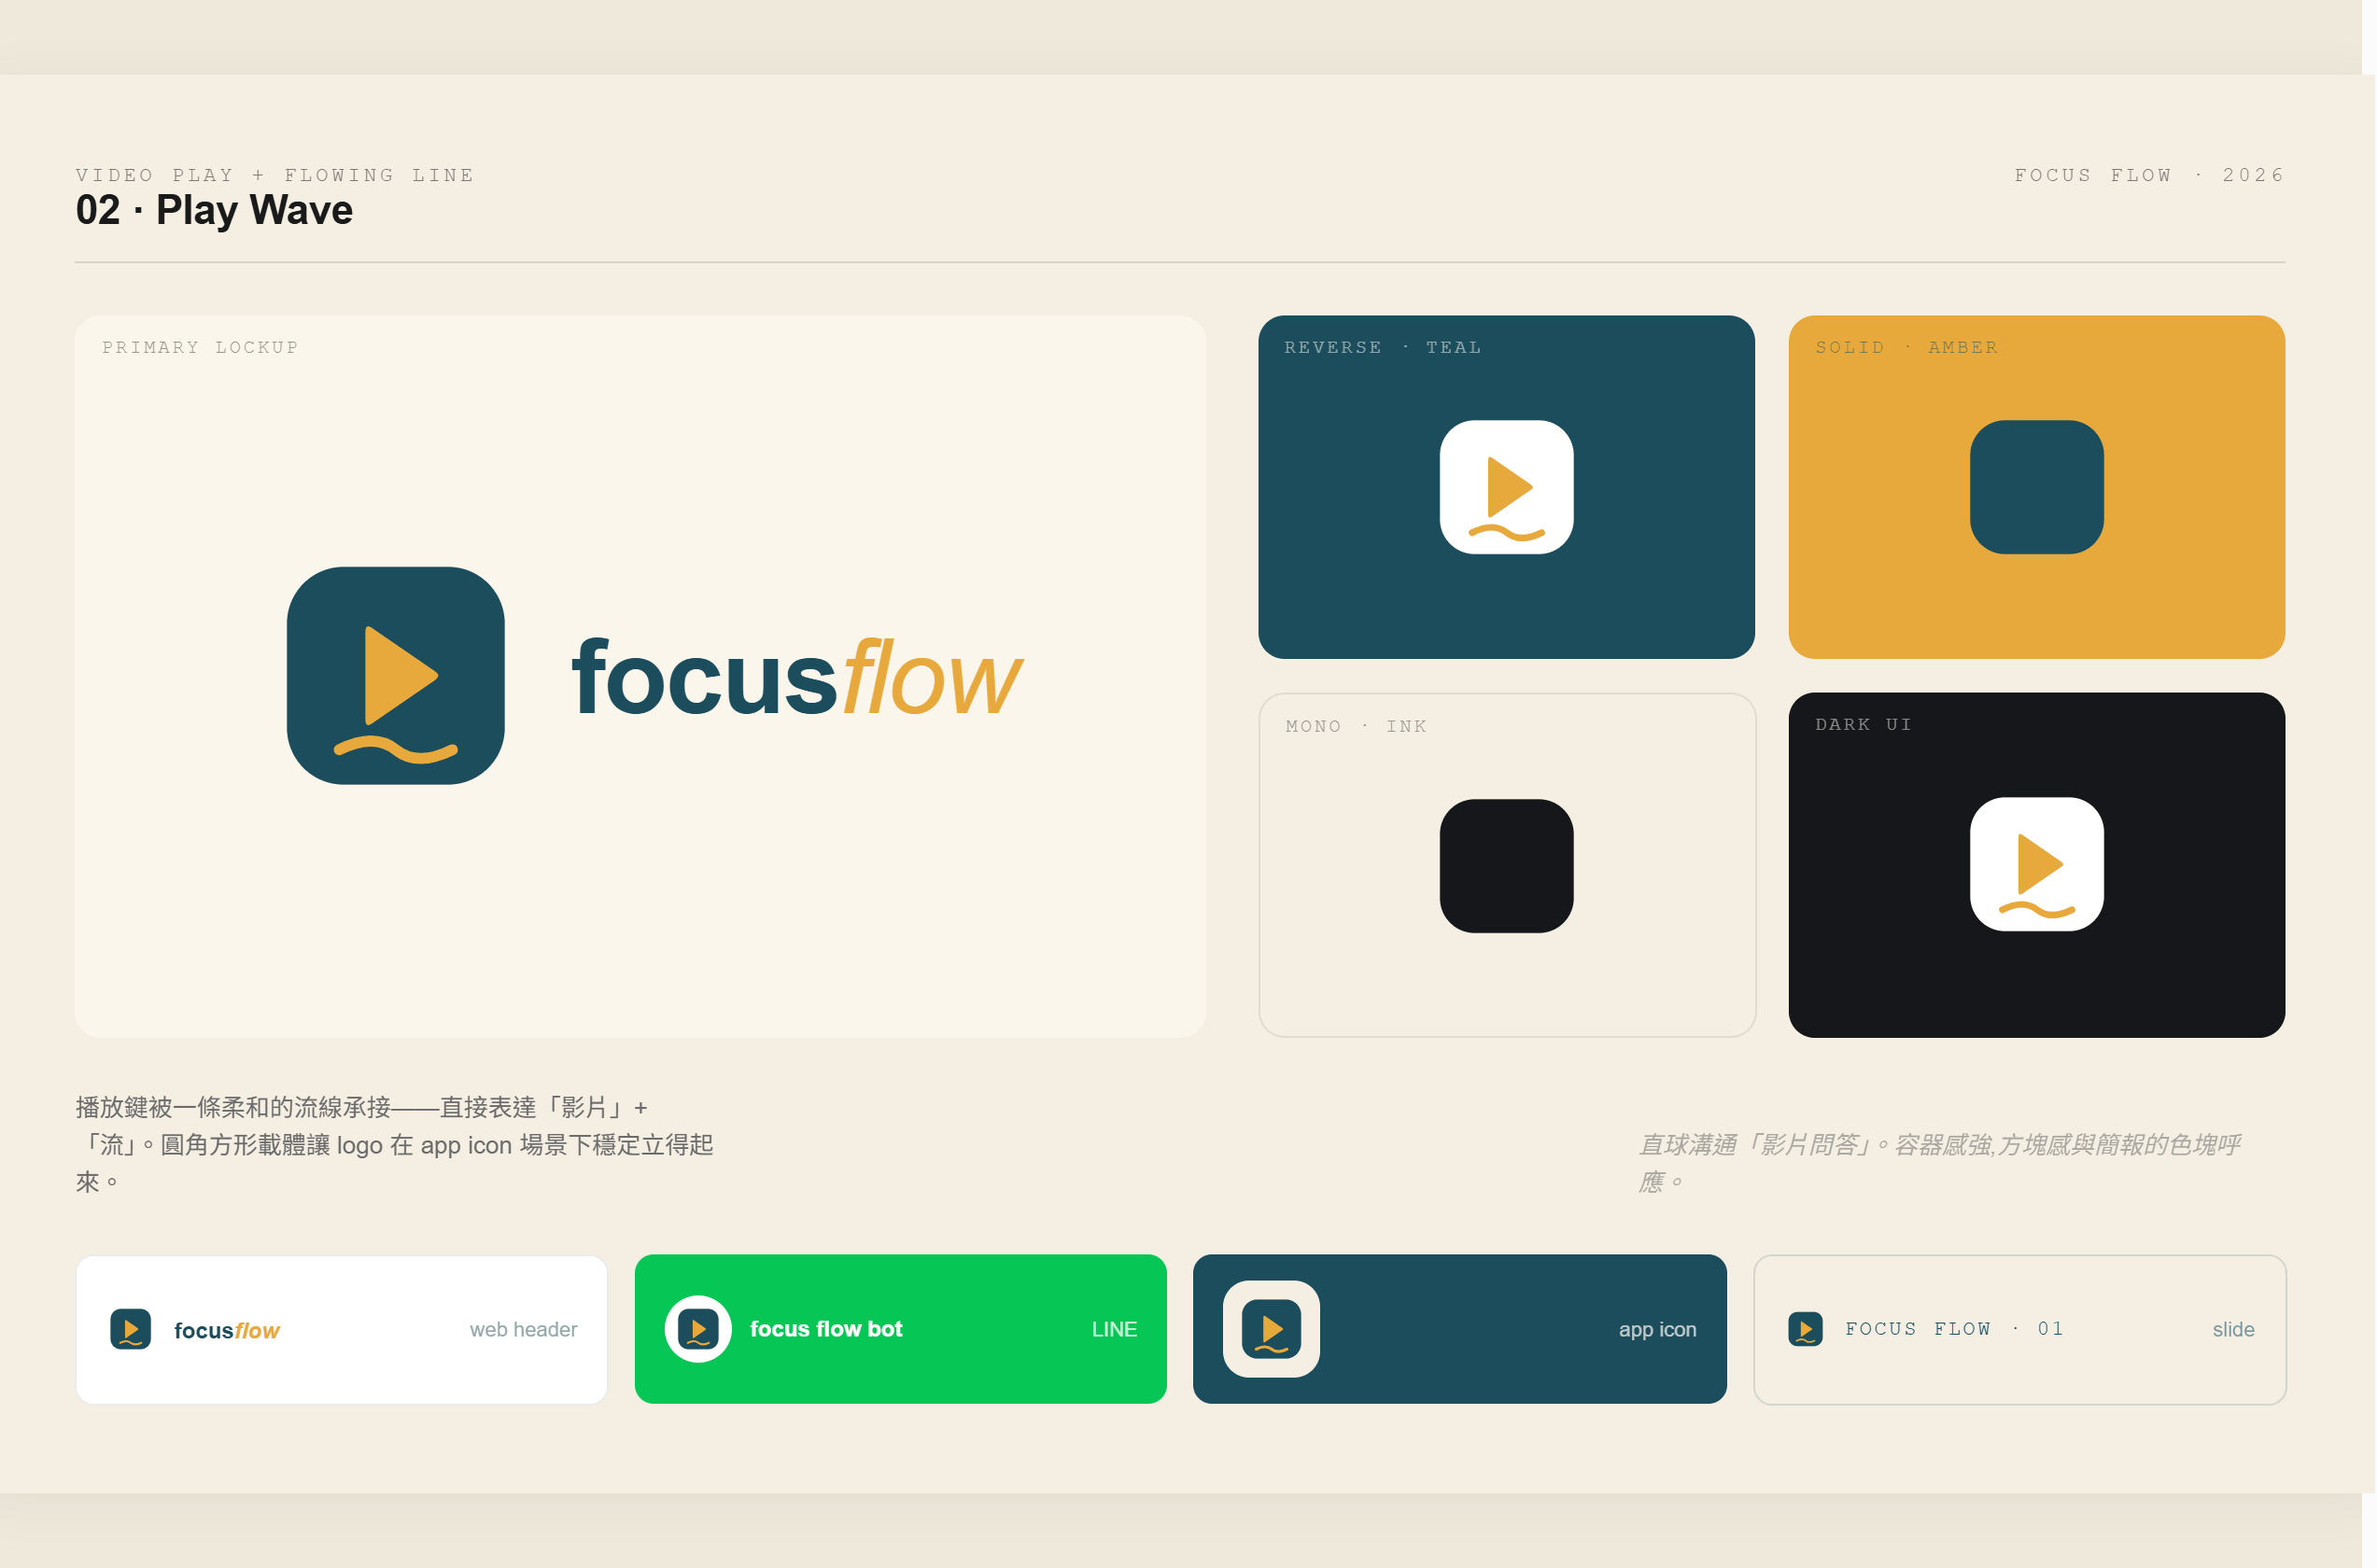 VIDEO PLAY + FLOWING LINE
FOCUS FLOW · 2026
02 · Play Wave
PRIMARY LOCKUP
focusflow
REVERSE · TEAL
SOLID · AMBER
MONO · INK
DARK UI
播放鍵被一條柔和的流線承接——直接表達「影片」+
「流」。圓角方形載體讓 logo 在 app icon 場景下穩定立得起
來。
直球溝通「影片問答」。容器感強,方塊感與簡報的色塊呼
應。
focusflow
web header
focus flow bot
LINE
app icon
FOCUS FLOW · 01
slide